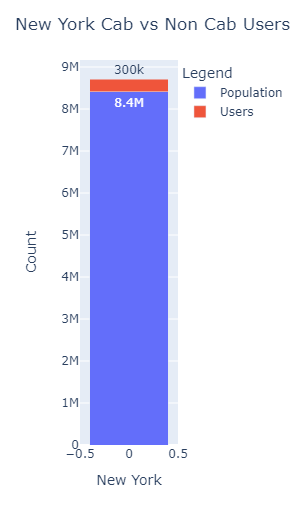 New York Cab vs Non Cab Users
Legend
Population
Users
300k
8.4M
9M
8M
7M
6M
5M
4M
3M
2M
1M
0
Count
−0.5
0
0.5
New York